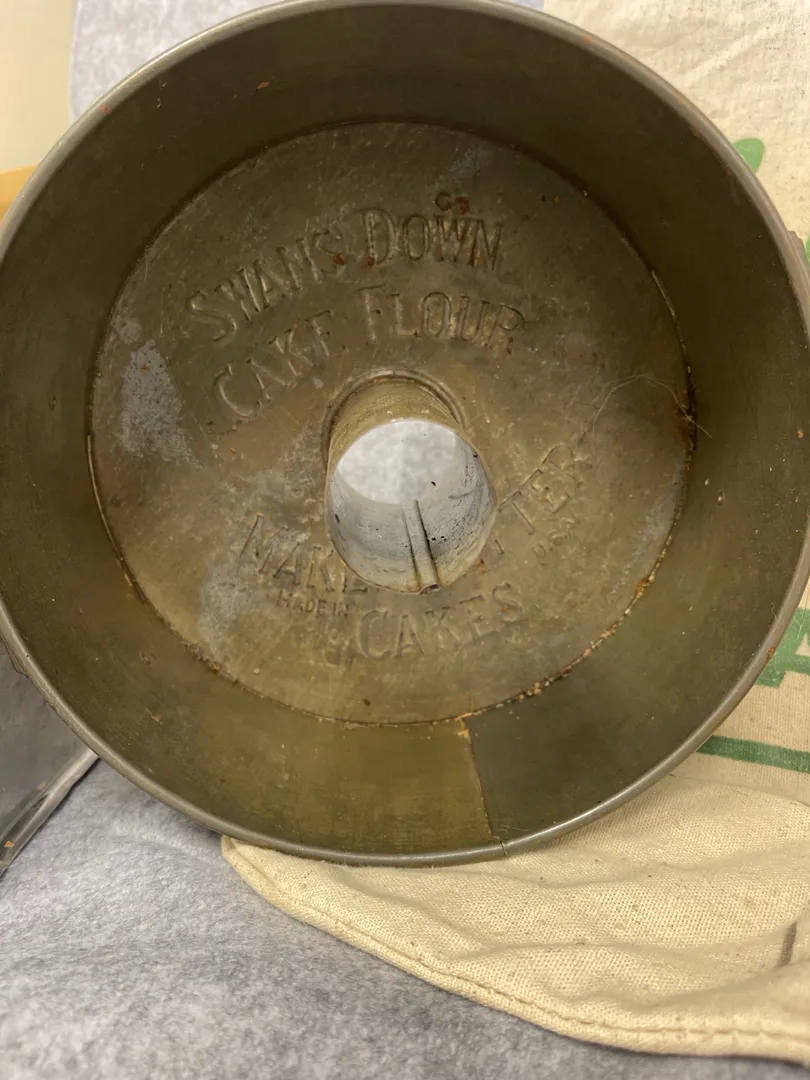 SWANS DOWN
CAKE FLOUR
MAKE
CAKES
MADE IN
U.S.A.